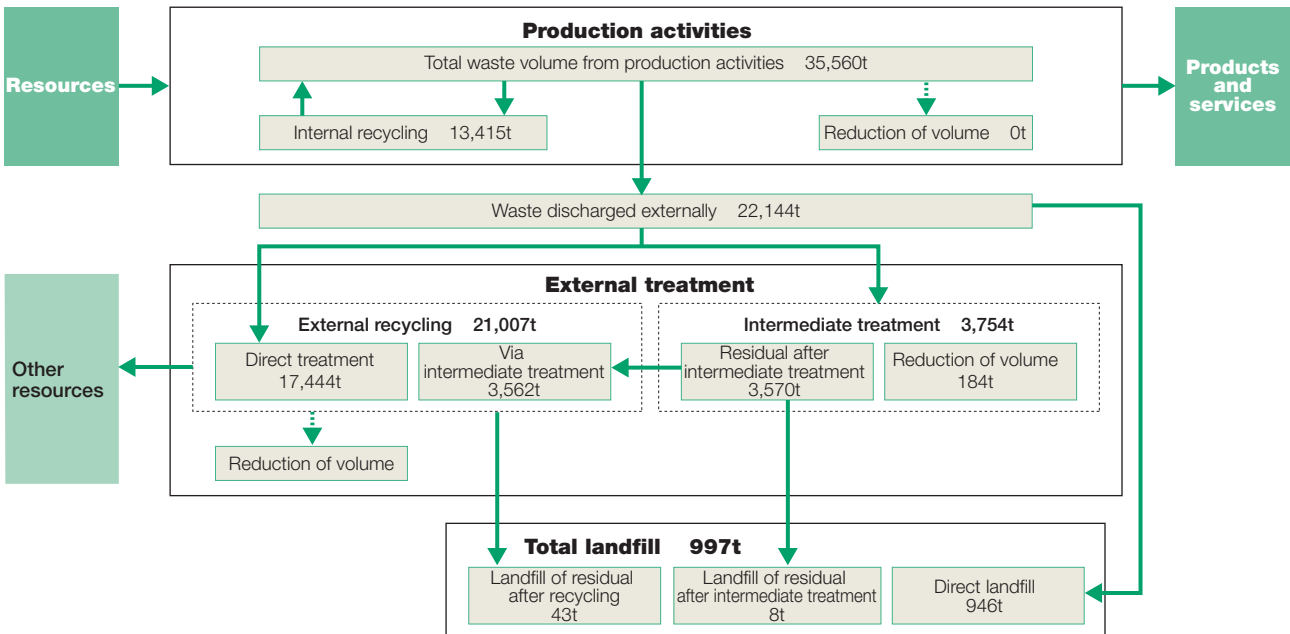 Resources
Production activities
Total waste volume from production activities 35,560t
Internal recycling 13,415t
Reduction of volume 0t
Products
and
services
Waste discharged externally 22,144t
Other
resources
External treatment
External recycling 21,007t
Direct treatment
17,444t
Via
intermediate treatment
3,562t
Intermediate treatment 3,754t
Residual after
intermediate treatment
3,570t
Reduction of volume
184t
Reduction of volume
Total landfill 997t
Landfill of residual
after recycling
43t
Landfill of residual
after intermediate treatment
8t
Direct landfill
946t